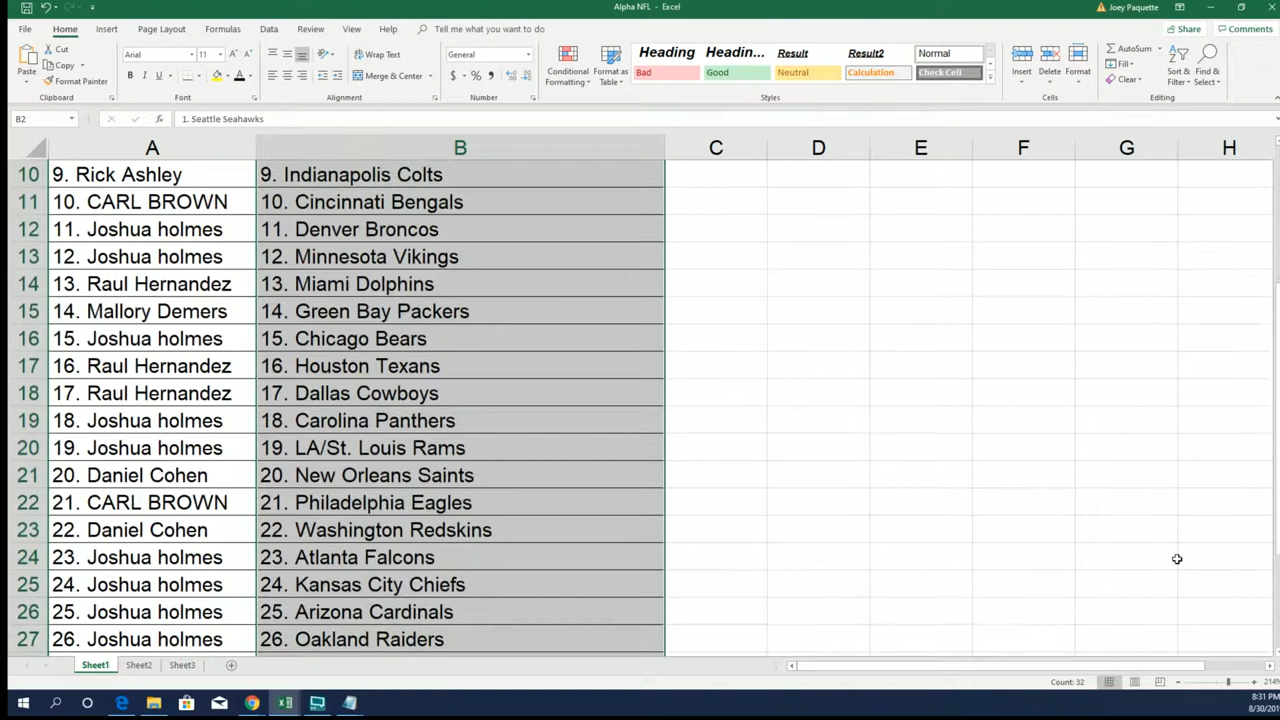 Alpha NFL - Excel
Joey Paquette
File Home Insert Page Layout Formulas Data Review View Help Tell me what you want to do Share Comments
Paste Cut Copy Format Painter Clipboard
Arial 11 A A B I U A Font
Wrap Text Merge & Center Alignment
General $ % , Number
Conditional Formatting Format as Table
Heading Headin... Result Result2 Normal
Bad Good Neutral Calculation Check Cell
Styles
Insert Delete Format Cells
AutoSum Fill Clear Sort & Filter Find & Select Editing
B2 fx 1. Seattle Seahawks
A B C D E F G H
10 9. Rick Ashley 9. Indianapolis Colts
11 10. CARL BROWN 10. Cincinnati Bengals
12 11. Joshua holmes 11. Denver Broncos
13 12. Joshua holmes 12. Minnesota Vikings
14 13. Raul Hernandez 13. Miami Dolphins
15 14. Mallory Demers 14. Green Bay Packers
16 15. Joshua holmes 15. Chicago Bears
17 16. Raul Hernandez 16. Houston Texans
18 17. Raul Hernandez 17. Dallas Cowboys
19 18. Joshua holmes 18. Carolina Panthers
20 19. Joshua holmes 19. LA/St. Louis Rams
21 20. Daniel Cohen 20. New Orleans Saints
22 21. CARL BROWN 21. Philadelphia Eagles
23 22. Daniel Cohen 22. Washington Redskins
24 23. Joshua holmes 23. Atlanta Falcons
25 24. Joshua holmes 24. Kansas City Chiefs
26 25. Joshua holmes 25. Arizona Cardinals
27 26. Joshua holmes 26. Oakland Raiders
Sheet1 Sheet2 Sheet3
Count: 32 214%
8:31 PM